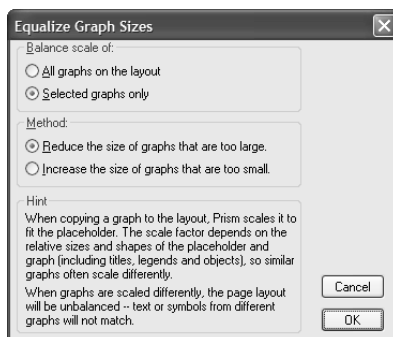 Equalize Graph Sizes
Balance scale of:
All graphs on the layout
Selected graphs only
Method:
Reduce the size of graphs that are too large.
Increase the size of graphs that are too small.
Hint
When copying a graph to the layout, Prism scales it to
fit the placeholder. The scale factor depends on the
relative sizes and shapes of the placeholder and
graph (including titles, legends and objects), so similar
graphs often scale differently.
When graphs are scaled differently, the page layout
will be unbalanced -- text or symbols from different
graphs will not match.
Cancel
OK